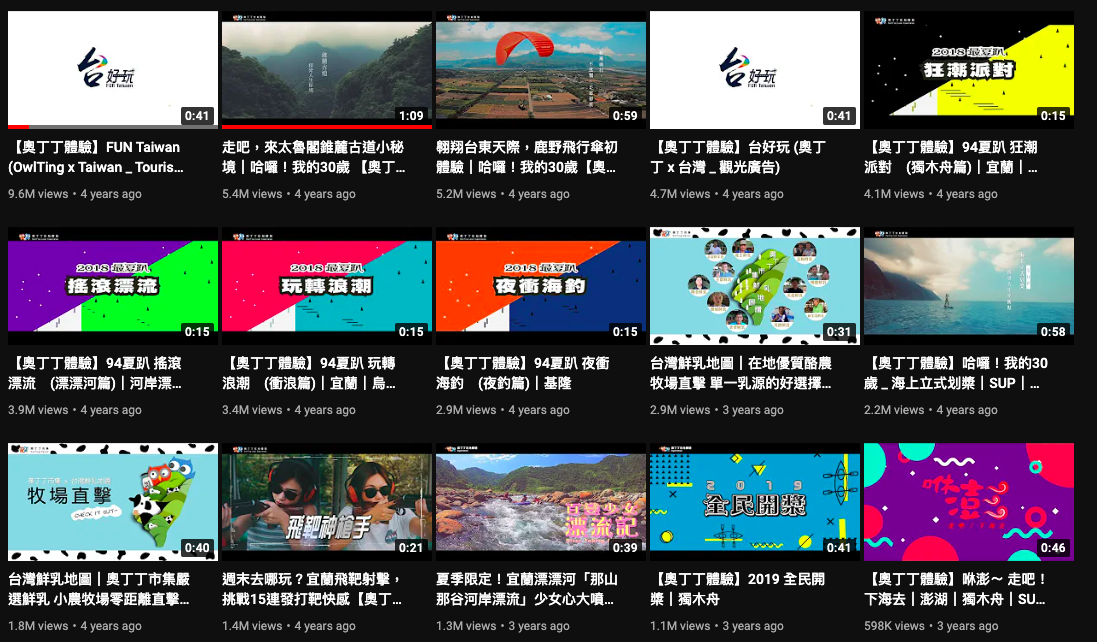 台好玩
FUN Taiwan
0:41
1:09
0:59
台好玩
FUN Taiwan
0:41
2018 最夏趴
狂潮派對
0:15
【奧丁丁體驗】FUN Taiwan
(OwlTing x Taiwan _ Touris...
9.6M views • 4 years ago
走吧，來太魯閣錐麓古道小秘
境｜哈囉！我的30歲 【奧丁...
5.4M views • 4 years ago
翱翔台東天際，鹿野飛行傘初
體驗｜哈囉！我的30歲【奧...
5.2M views • 4 years ago
【奧丁丁體驗】台好玩 (奧丁
丁 x 台灣 _ 觀光廣告)
4.7M views • 4 years ago
【奧丁丁體驗】94夏趴 狂潮
派對 (獨木舟篇)｜宜蘭｜...
4.1M views • 4 years ago
2018 最夏趴
搖滾漂流
0:15
2018 最夏趴
玩轉浪潮
0:15
2018 最夏趴
夜衝海釣
0:15
0:31
0:58
【奧丁丁體驗】94夏趴 搖滾
漂流 (漂漂河篇)｜河岸漂...
3.9M views • 4 years ago
【奧丁丁體驗】94夏趴 玩轉
浪潮 (衝浪篇)｜宜蘭｜烏...
3.4M views • 4 years ago
【奧丁丁體驗】94夏趴 夜衝
海釣 (夜釣篇)｜基隆
2.9M views • 4 years ago
台灣鮮乳地圖｜在地優質酪農
牧場直擊 單一乳源的好選擇...
2.9M views • 3 years ago
【奧丁丁體驗】哈囉！我的30
歲 _ 海上立式划槳｜SUP｜...
2.2M views • 4 years ago
牧場直擊
CHECK IT OUT~
0:40
飛靶神槍手
0:21
百變少女
漂流記
0:39
2019
全民開槳
0:41
咻澎
0:46
台灣鮮乳地圖｜奧丁丁市集嚴
選鮮乳 小農牧場零距離直擊...
1.8M views • 4 years ago
週末去哪玩？宜蘭飛靶射擊，
挑戰15連發打靶快感【奧丁...
1.4M views • 4 years ago
夏季限定！宜蘭漂漂河「那山
那谷河岸漂流」少女心大噴...
1.3M views • 3 years ago
【奧丁丁體驗】2019 全民開
槳｜獨木舟
1.1M views • 3 years ago
【奧丁丁體驗】咻澎～ 走吧！
下海去｜澎湖｜獨木舟｜SU...
598K views • 3 years ago